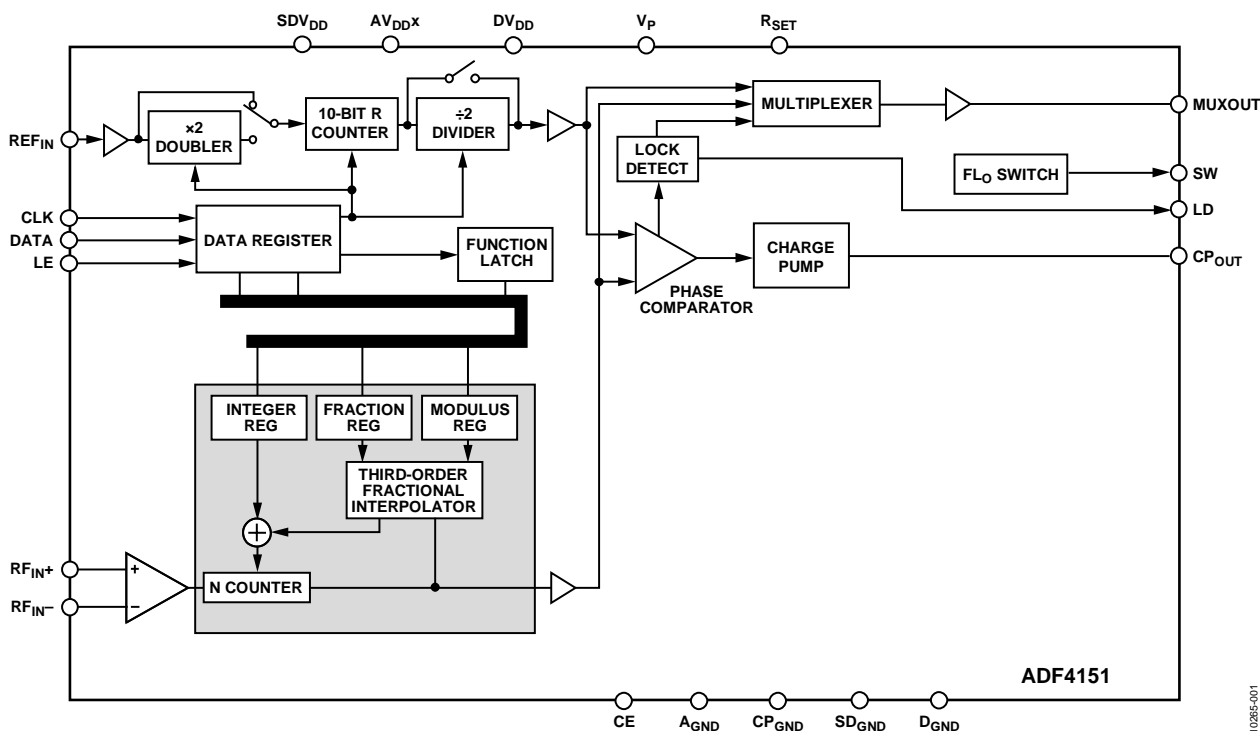 SDVDD AVDDx DVDD VP RSET
REFIN
×2
DOUBLER
10-BIT R
COUNTER
÷2
DIVIDER
MULTIPLEXER
MUXOUT
LOCK
DETECT
FLO SWITCH
SW
LD
CLK
DATA
LE
DATA REGISTER
FUNCTION
LATCH
PHASE
COMPARATOR
CHARGE
PUMP
CPOUT
INTEGER
REG
FRACTION
REG
MODULUS
REG
THIRD-ORDER
FRACTIONAL
INTERPOLATOR
+
RFIN+
RFIN–
+
–
N COUNTER
ADF4151
CE AGND CPGND SDGND DGND
10265-001